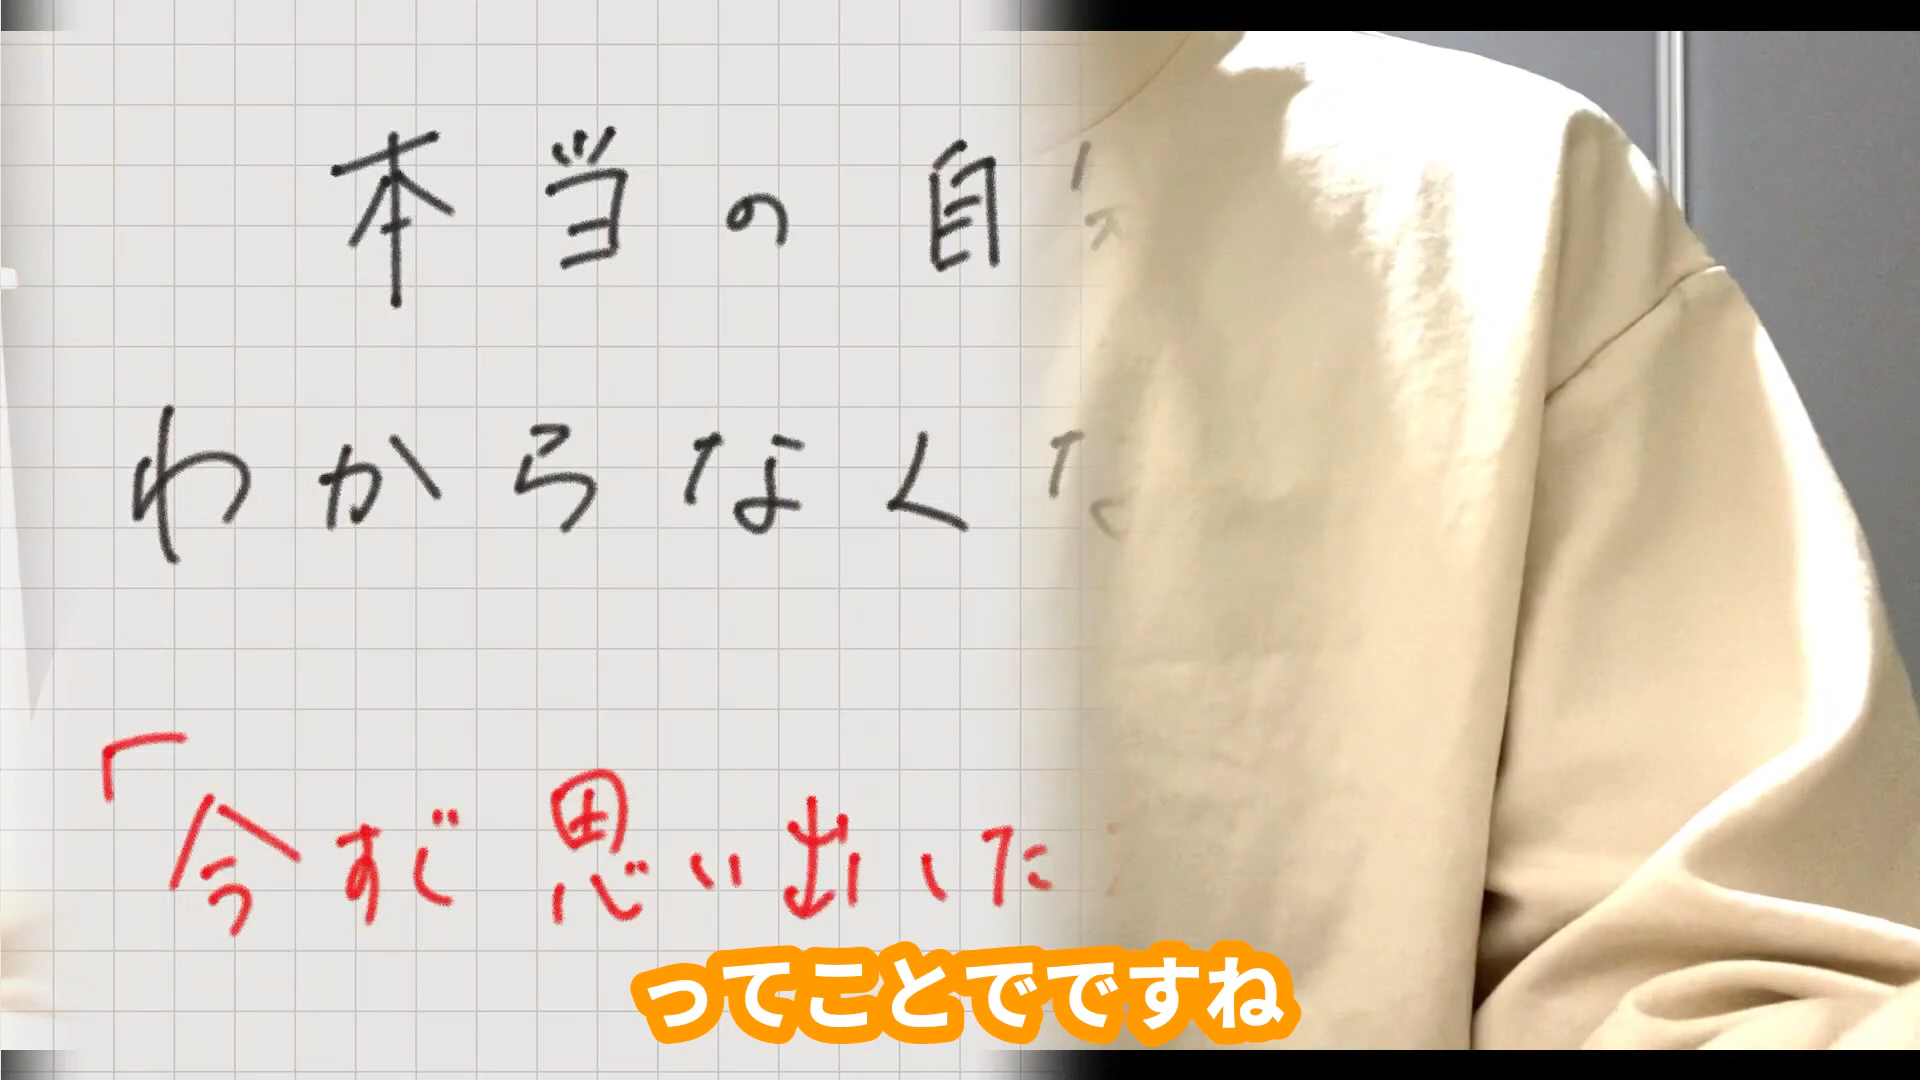 本当の自
わからなくな
「今すぐ思い出した
ってことでですね